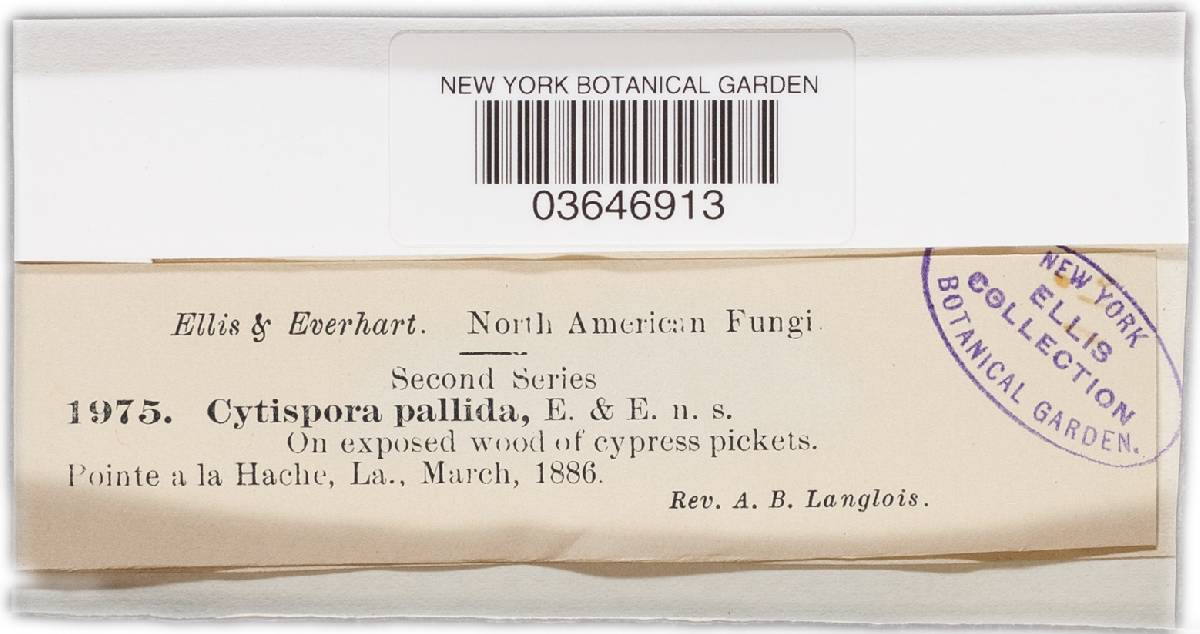 NEW YORK BOTANICAL GARDEN
03646913
Ellis & Everhart. North American Fungi.
Second Series
1975. Cytispora pallida, E. & E. n. s.
On exposed wood of cypress pickets.
Pointe a la Hache, La., March, 1886.
Rev. A. B. Langlois.
NEW YORK
ELLIS
COLLECTION
BOTANICAL GARDEN.